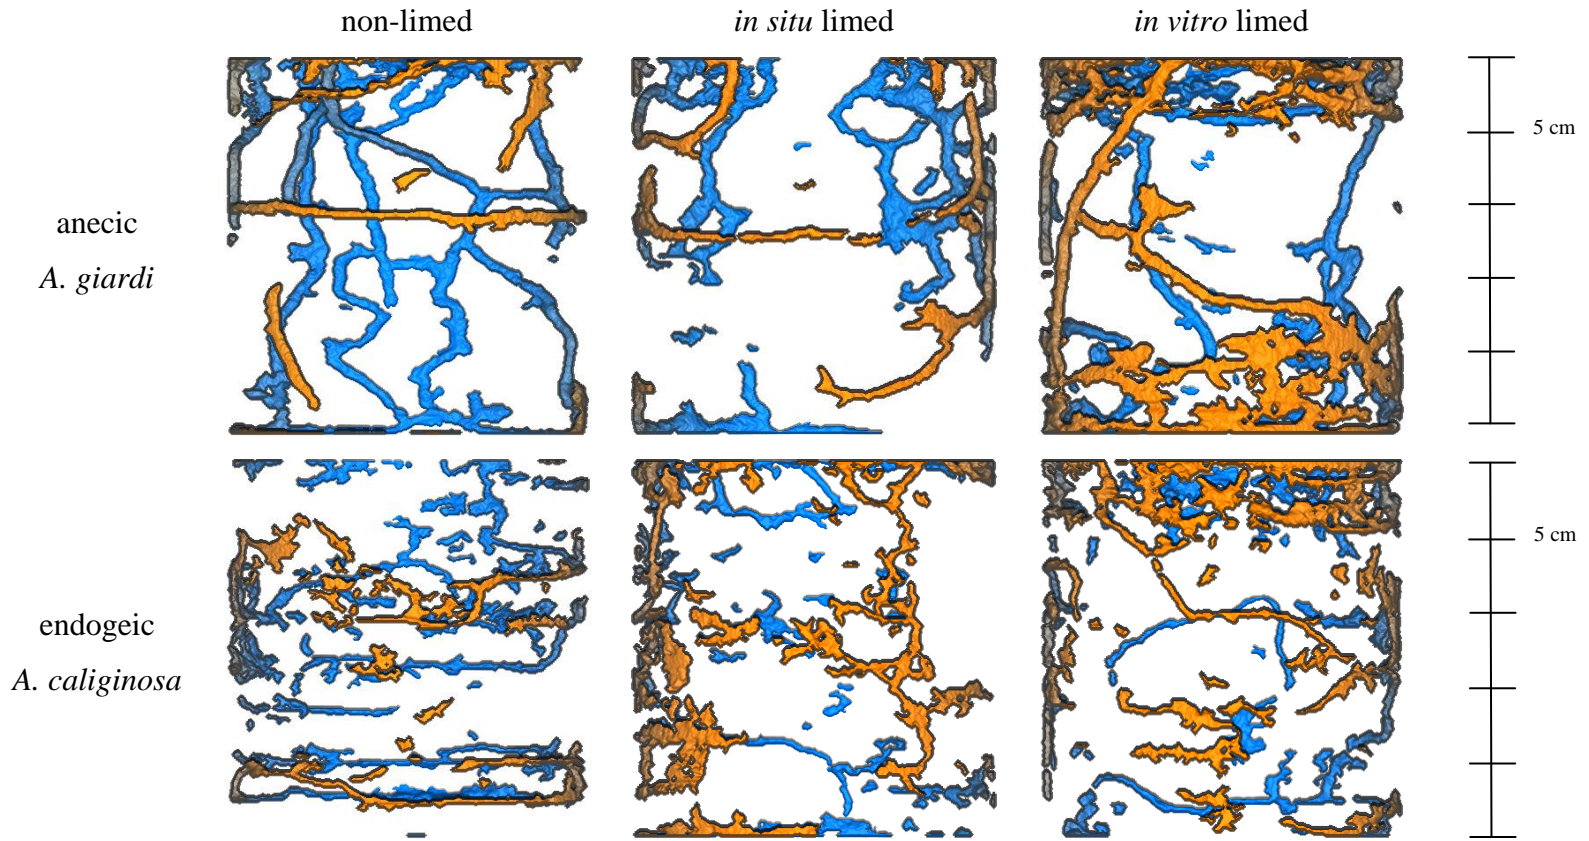 non-limed
in situ limed
in vitro limed
5 cm
anecic
A. giardi
5 cm
endogeic
A. caliginosa